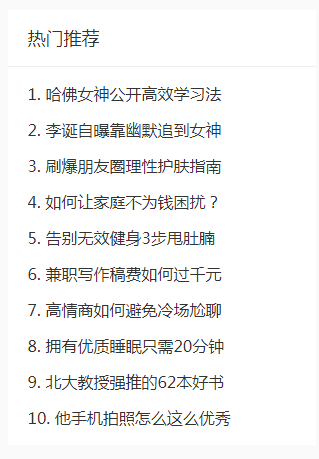 热门推荐
1. 哈佛女神公开高效学习法
2. 李诞自曝靠幽默追到女神
3. 刷爆朋友圈理性护肤指南
4. 如何让家庭不为钱困扰？
5. 告别无效健身3步甩肚腩
6. 兼职写作稿费如何过千元
7. 高情商如何避免冷场尬聊
8. 拥有优质睡眠只需20分钟
9. 北大教授强推的62本好书
10. 他手机拍照怎么这么优秀